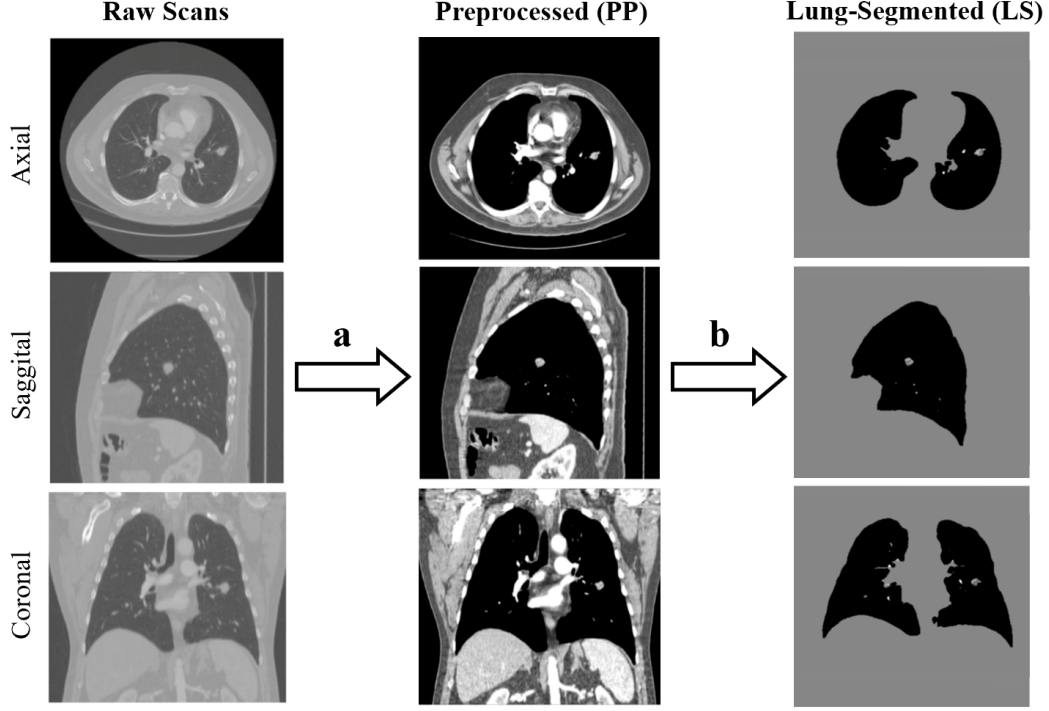 Raw Scans
Preprocessed (PP)
Lung-Segmented (LS)
Axial
Saggital
a
b
Coronal